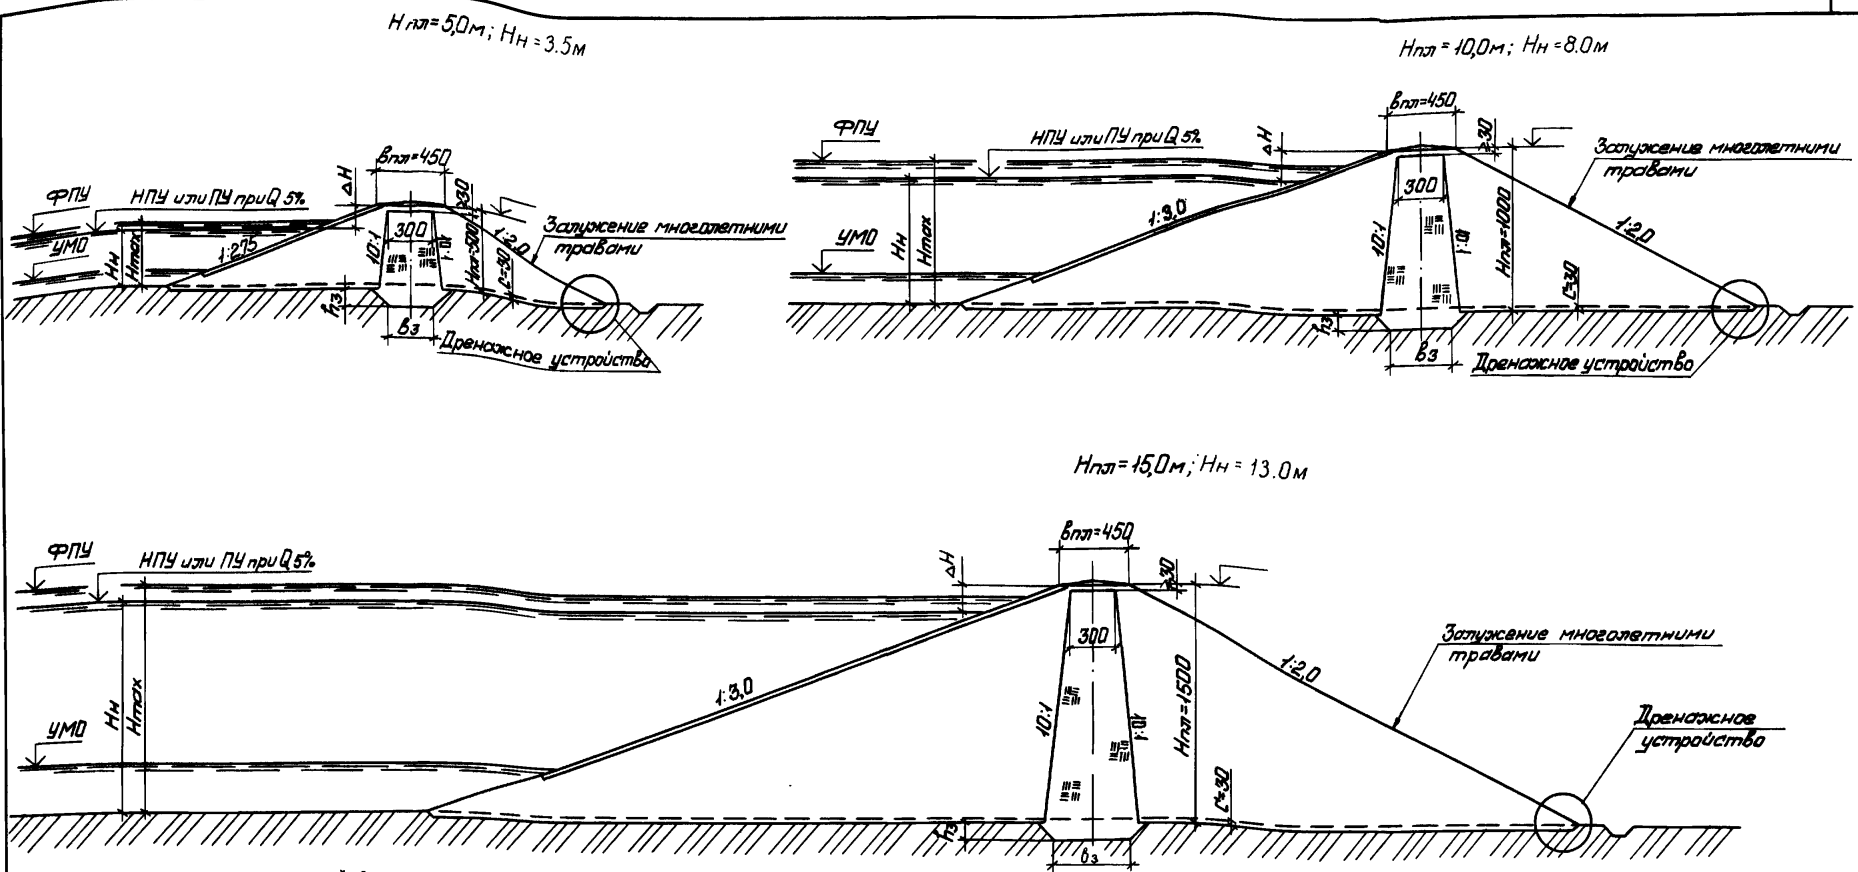 Нпл=5,0м; Нн=3.5м
Впл=450
ΔН
ФПУ
НПУ или ПУ при Q 5%
УМО
Нн
Нmax
1:2,75
10:1
300
10:1
≥30
Нпл=500
С=30
1:2,0
Залужение многолетними
травами
hз
Вз
Дренажное устройство
Нпл=10,0м; Нн=8.0м
Впл=450
ΔН
ФПУ
НПУ или ПУ при Q 5%
УМО
Нн
Нmax
1:3,0
10:1
300
10:1
≥30
Нпл=1000
С=30
1:2,0
Залужение многолетними
травами
hз
Вз
Дренажное устройство
Нпл=15,0м; Нн=13.0м
Впл=450
ΔН
ФПУ
НПУ или ПУ при Q 5%
УМО
Нн
Нmax
1:3,0
10:1
300
10:1
≥30
Нпл=1500
С=30
1:2,0
Залужение многолетними
травами
Дренажное
устройство
hз
Вз